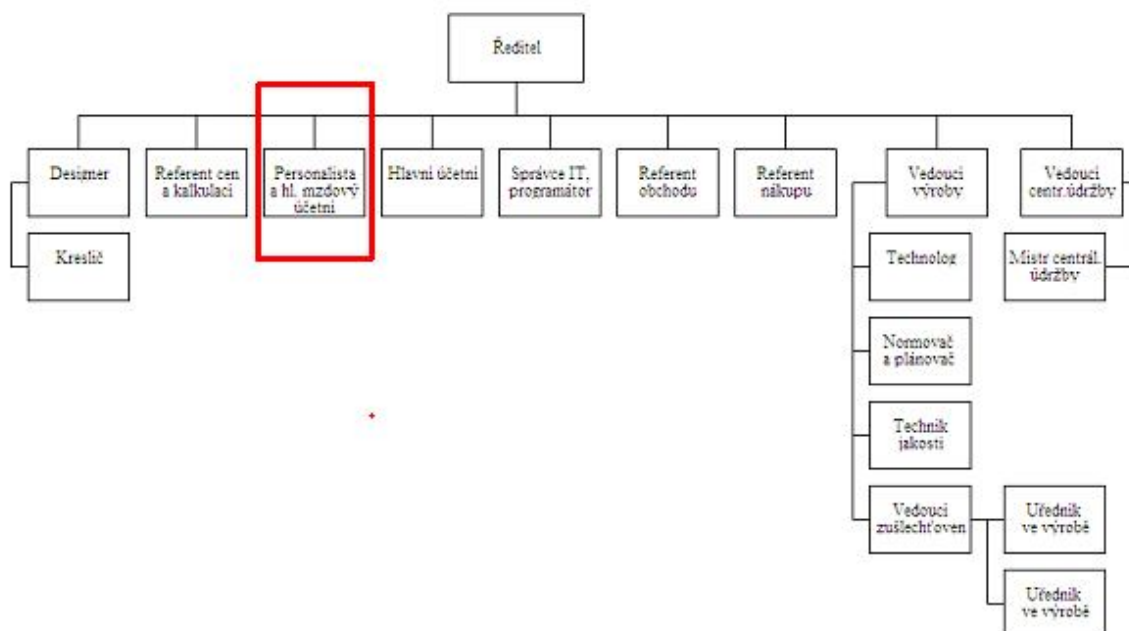 Ředitel
Designer
Referent cen
a kalkulací
Personalista
a hl. mzdový
účetní
Hlavní účetní
Správce IT,
programátor
Referent
obchodu
Referent
nákupu
Vedoucí
výroby
Vedoucí
centr.údržby
Kreslič
Technolog
Mistr centrál.
údržby
Normovač
a plánovač
Technik
jakosti
Vedoucí
zušlechťoven
Uředník
ve výrobě
Uředník
ve výrobě